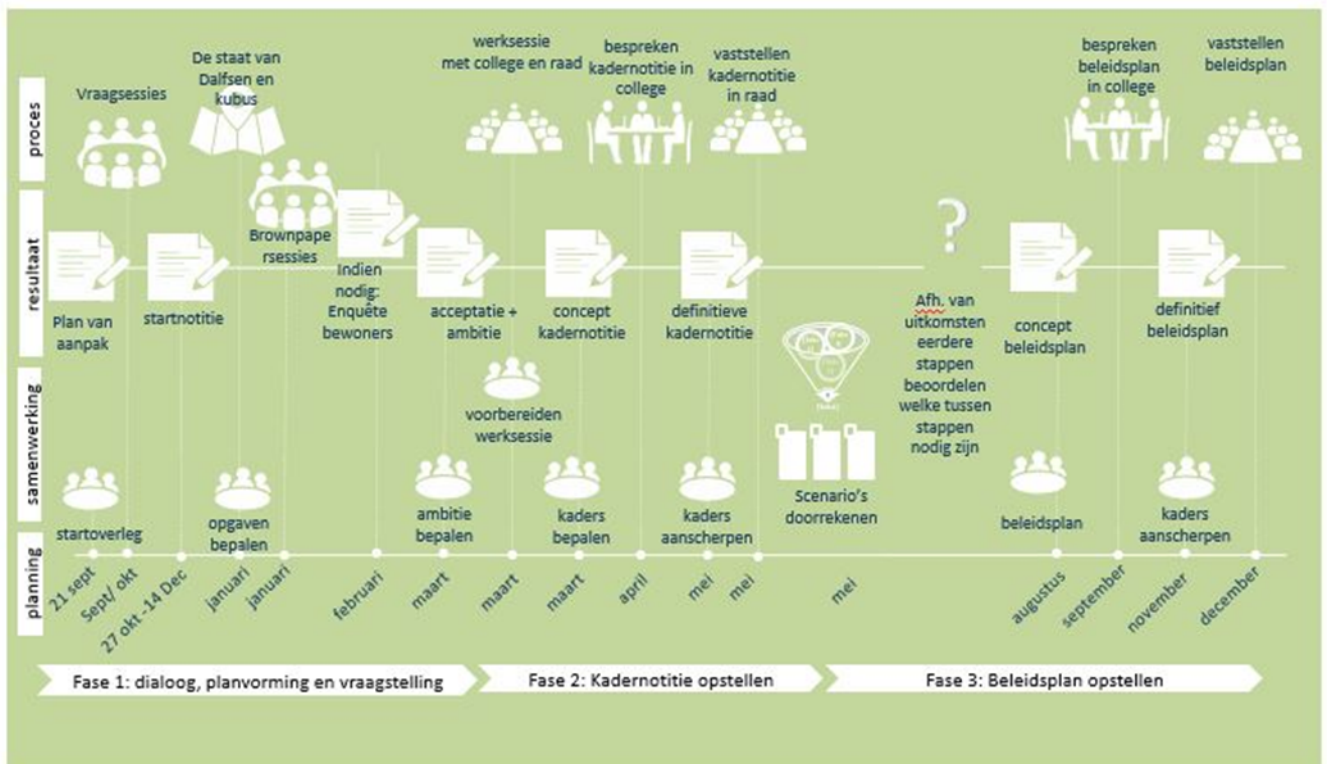 proces
Vraagsessies
De staat van
Dalfsen en
kubus
werksessie
met college en raad
bespreken
kadernotitie in
college
vaststellen
kadernotitie
in raad
bespreken
beleidsplan
in college
vaststellen
beleidsplan
resultaat
Plan van
aanpak
startnotitie
Brownpape
rsessies
Indien
nodig:
Enquête
bewoners
acceptatie +
ambitie
concept
kadernotitie
definitieve
kadernotitie
?
Afh. van
uitkomsten
eerdere
stappen
beoordelen
welke tussen
stappen
nodig zijn
concept
beleidsplan
definitief
beleidsplan
samenwerking
startoverleg
opgaven
bepalen
ambitie
bepalen
voorbereiden
werksessie
kaders
bepalen
kaders
aanscherpen
Scenario's
doorrekenen
beleidsplan
kaders
aanscherpen
planning
21 sept
Sept/ okt
27 okt -14 Dec
januari
januari
februari
maart
maart
maart
april
mei
mei
mei
augustus
september
november
december
Fase 1: dialoog, planvorming en vraagstelling
Fase 2: Kadernotitie opstellen
Fase 3: Beleidsplan opstellen